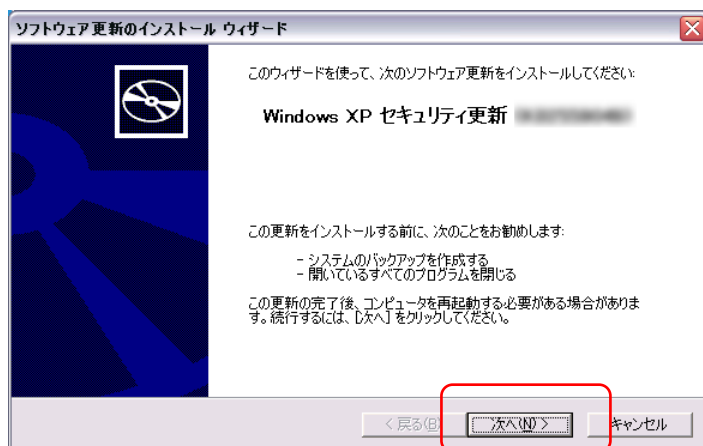 ソフトウェア更新のインストール ウィザード
このウィザードを使って、次のソフトウェア更新をインストールしてください:
Windows XP セキュリティ更新
この更新をインストールする前に、次のことをお勧めします:
- システムのバックアップを作成する
- 開いているすべてのプログラムを閉じる
この更新の完了後、コンピュータを再起動する必要がある場合がありま
す。続行するには、[次へ] をクリックしてください。
< 戻る(B) 次へ(N) > キャンセル